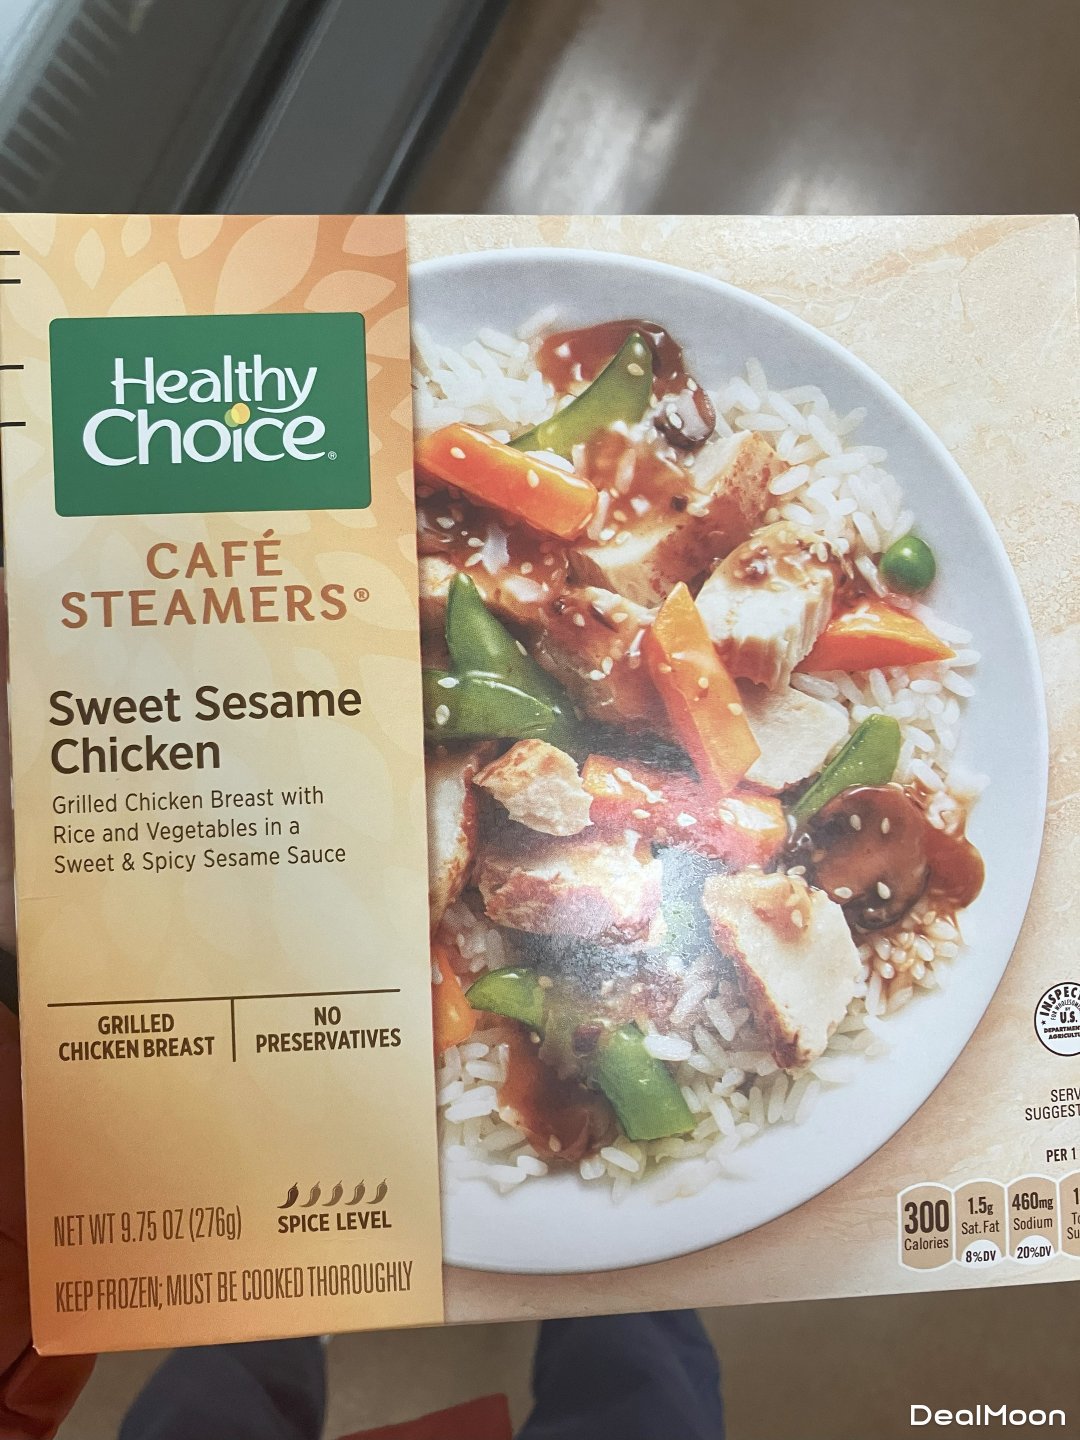 Healthy
Choice®
CAFÉ
STEAMERS®
Sweet Sesame
Chicken
Grilled Chicken Breast with
Rice and Vegetables in a
Sweet & Spicy Sesame Sauce
GRILLED
CHICKEN BREAST
NO
PRESERVATIVES
NET WT 9.75 OZ (276g)
SPICE LEVEL
KEEP FROZEN; MUST BE COOKED THOROUGHLY
U.S.
PER 1
300
Calories
1.5g
Sat. Fat
8%DV
460mg
Sodium
20%DV
DealMoon